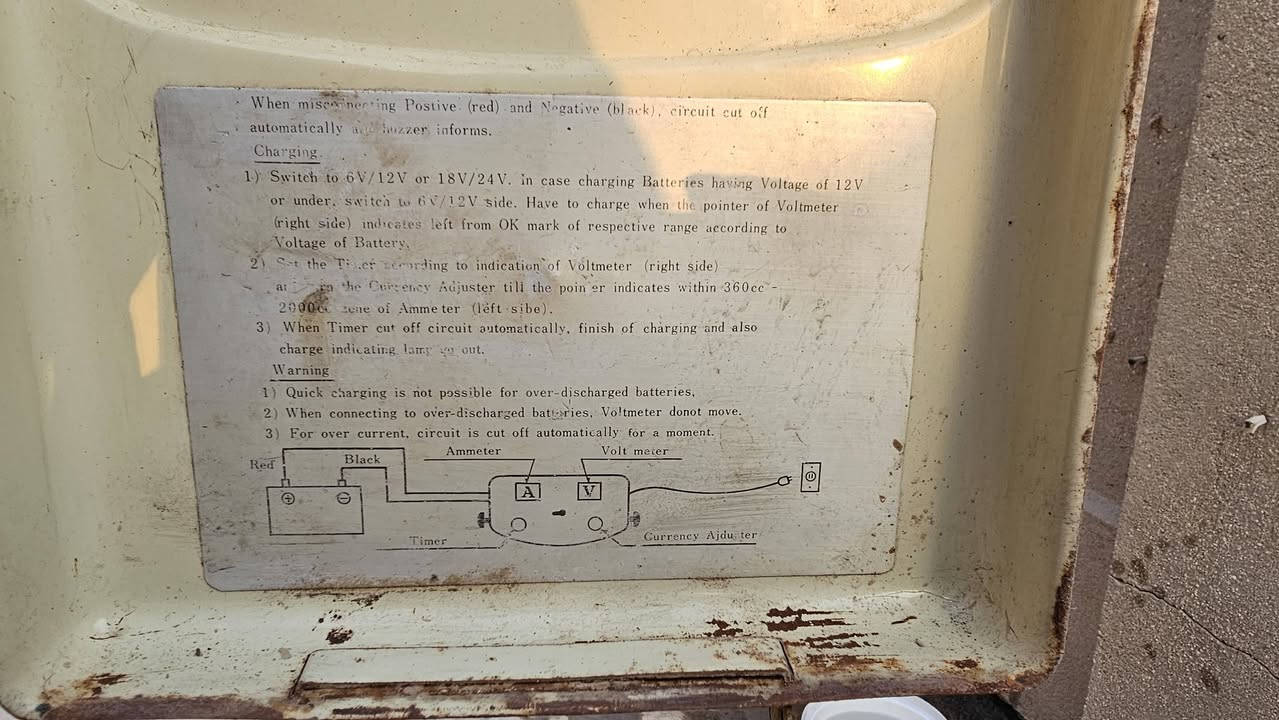 When misconnecting Postive (red) and Negative (black), circuit cut off
automatically buzzer informs.
Charging
1) Switch to 6V/12V or 18V/24V. In case charging Batteries having Voltage of 12V
or under, switch to 6V/12V side. Have to charge when the pointer of Voltmeter
(right side) indicates left from OK mark of respective range according to
Voltage of Battery.
2) Set the Timer according to indication of Voltmeter (right side)
the Currency Adjuster till the pointer indicates within 360cc -
2000cc zone of Ammeter (left sibe).
3) When Timer cut off circuit automatically, finish of charging and also
charge indicating lamp go out.
Warning
1) Quick charging is not possible for over-discharged batteries,
2) When connecting to over-discharged batteries, Voltmeter donot move.
3) For over current, circuit is cut off automatically for a moment.
Ammeter Volt meter
Red Black
A V
Timer Currency Ajduster